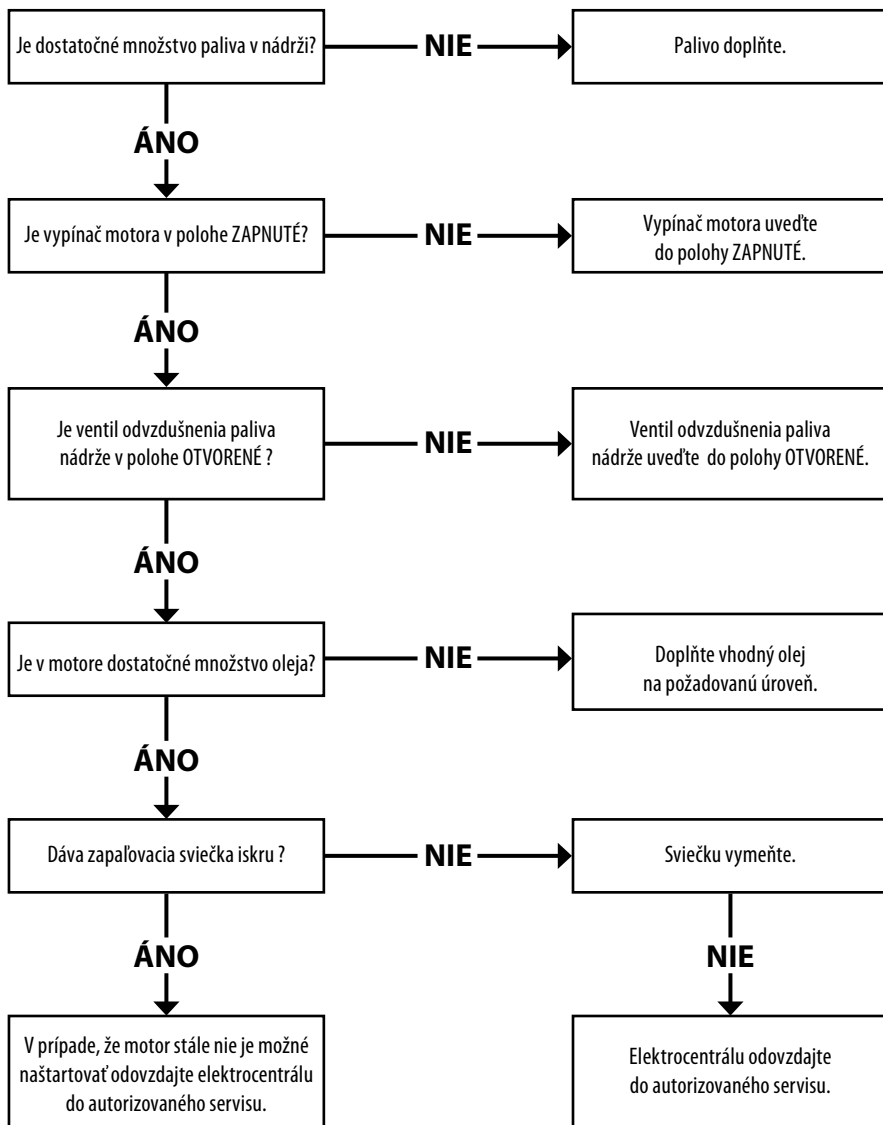 Je dostatočné množstvo paliva v nádrži?
NIE
Palivo doplňte.
ÁNO
Je vypínač motora v polohe ZAPNUTÉ?
NIE
Vypínač motora uveďte
do polohy ZAPNUTÉ.
ÁNO
Je ventil odvzdušnenia paliva
nádrže v polohe OTVORENÉ ?
NIE
Ventil odvzdušnenia paliva
nádrže uveďte do polohy OTVORENÉ.
ÁNO
Je v motore dostatočné množstvo oleja?
NIE
Doplňte vhodný olej
na požadovanú úroveň.
ÁNO
Dáva zapaľovacia sviečka iskru ?
NIE
Sviečku vymeňte.
ÁNO
NIE
V prípade, že motor stále nie je možné
naštartovať odovzdajte elektrocentrálu
do autorizovaného servisu.
Elektrocentrálu odovzdajte
do autorizovaného servisu.